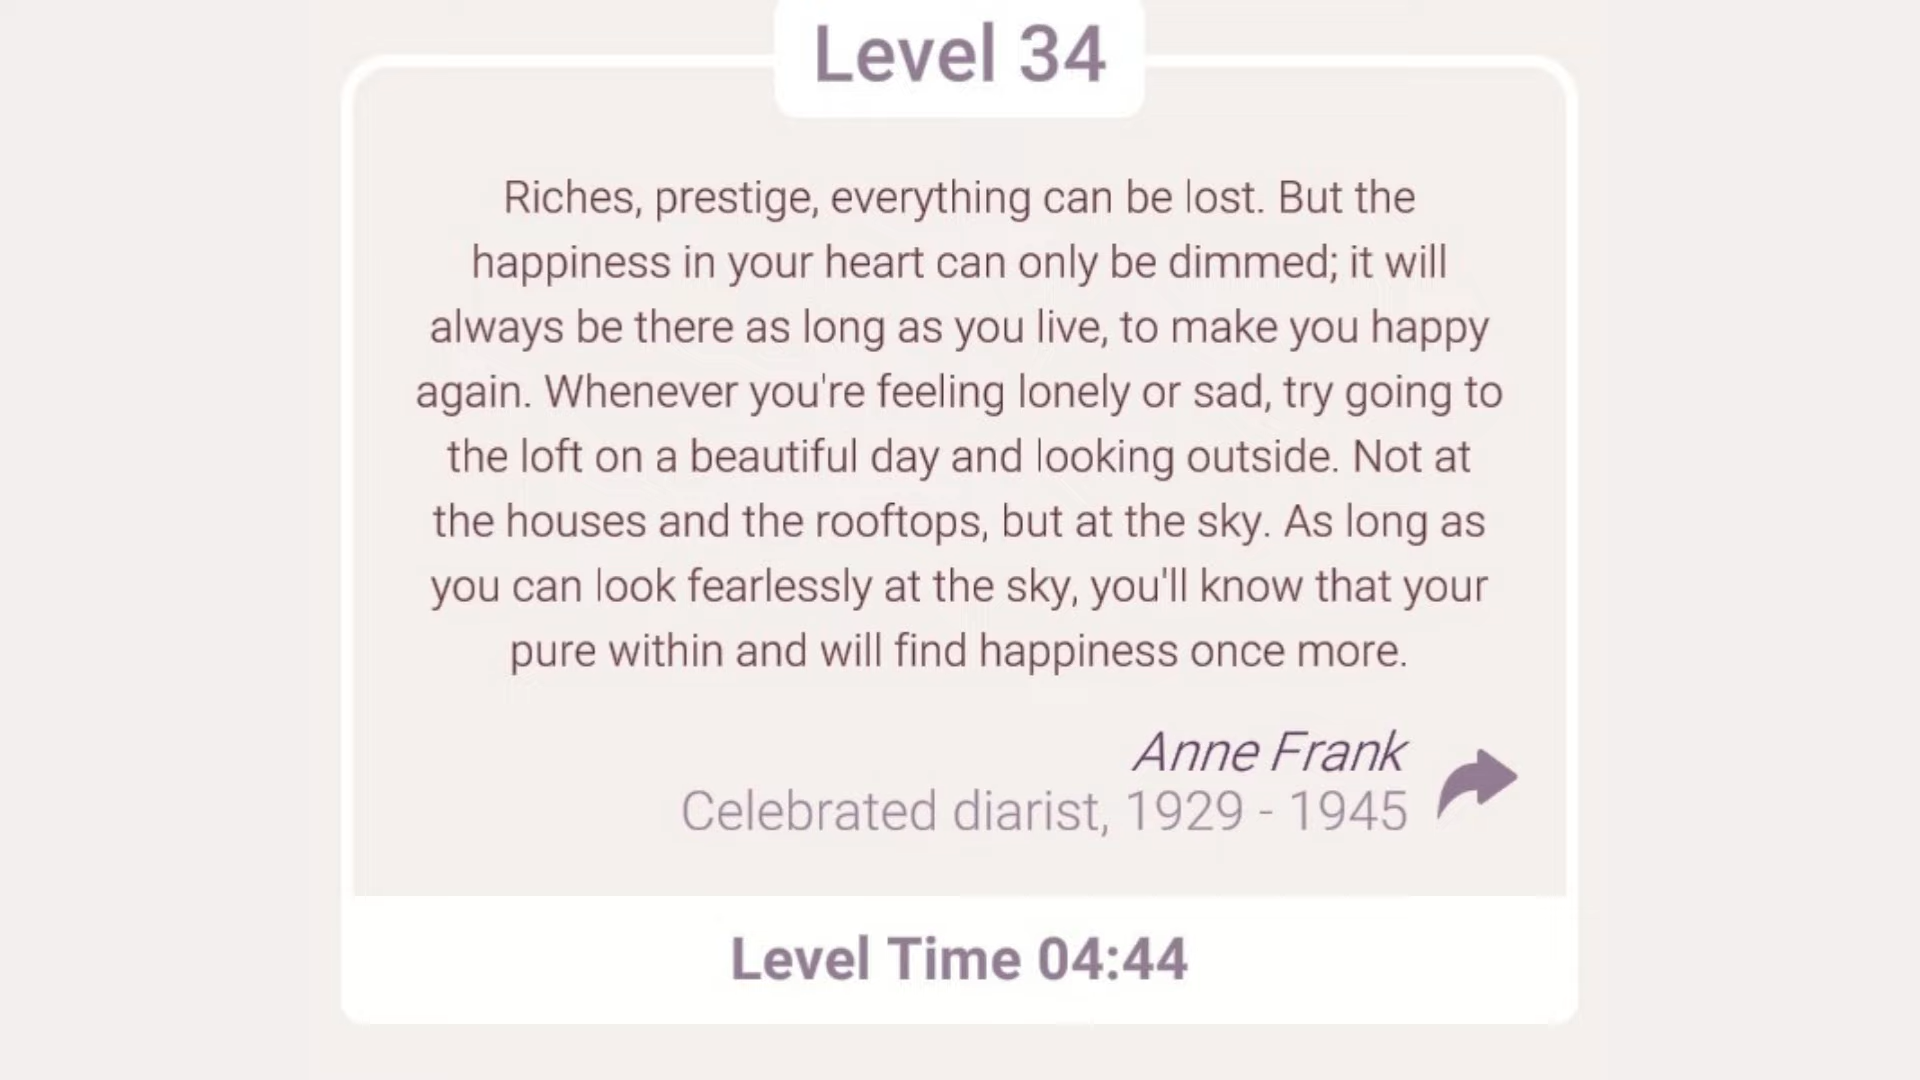 Level 34
Riches, prestige, everything can be lost. But the
happiness in your heart can only be dimmed; it will
always be there as long as you live, to make you happy
again. Whenever you're feeling lonely or sad, try going to
the loft on a beautiful day and looking outside. Not at
the houses and the rooftops, but at the sky. As long as
you can look fearlessly at the sky, you'll know that your
pure within and will find happiness once more.
Anne Frank
Celebrated diarist, 1929 - 1945
Level Time 04:44